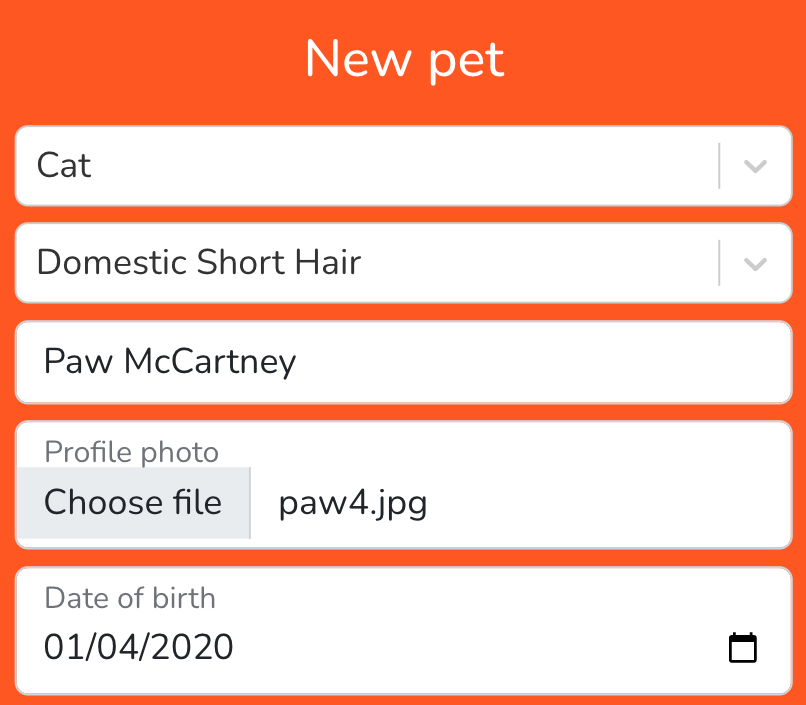 New pet
Cat
Domestic Short Hair
Paw McCartney
Profile photo
Choose file paw4.jpg
Date of birth
01/04/2020